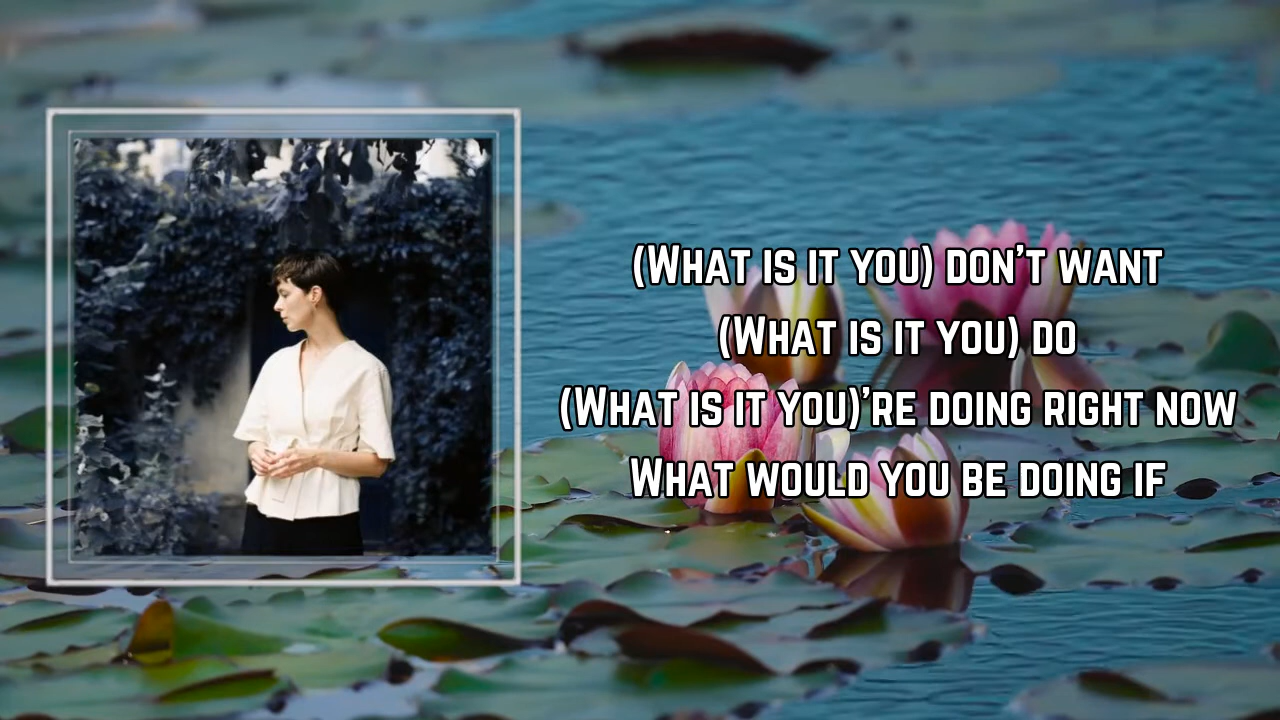 (What is it you) don't want
(What is it you) do
(What is it you)'re doing right now
What would you be doing if